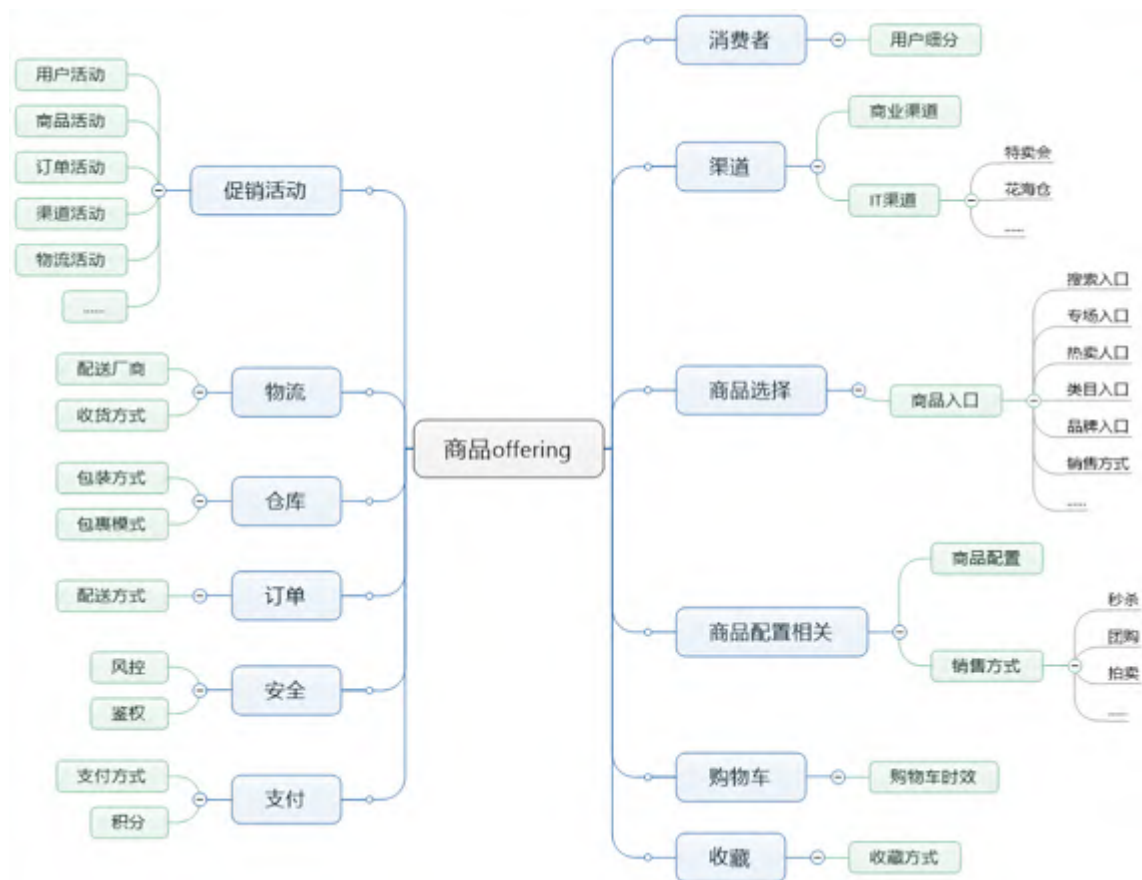 商品offering
消费者
用户细分
渠道
商业渠道
IT渠道
特卖会
花海仓
......
商品选择
商品入口
搜索入口
专场入口
热卖入口
类目入口
品牌入口
销售方式
......
商品配置相关
商品配置
销售方式
秒杀
团购
拍卖
......
购物车
购物车时效
收藏
收藏方式
促销活动
用户活动
商品活动
订单活动
渠道活动
物流活动
......
物流
配送厂商
收货方式
仓库
包装方式
包裹模式
订单
配送方式
安全
风控
鉴权
支付
支付方式
积分